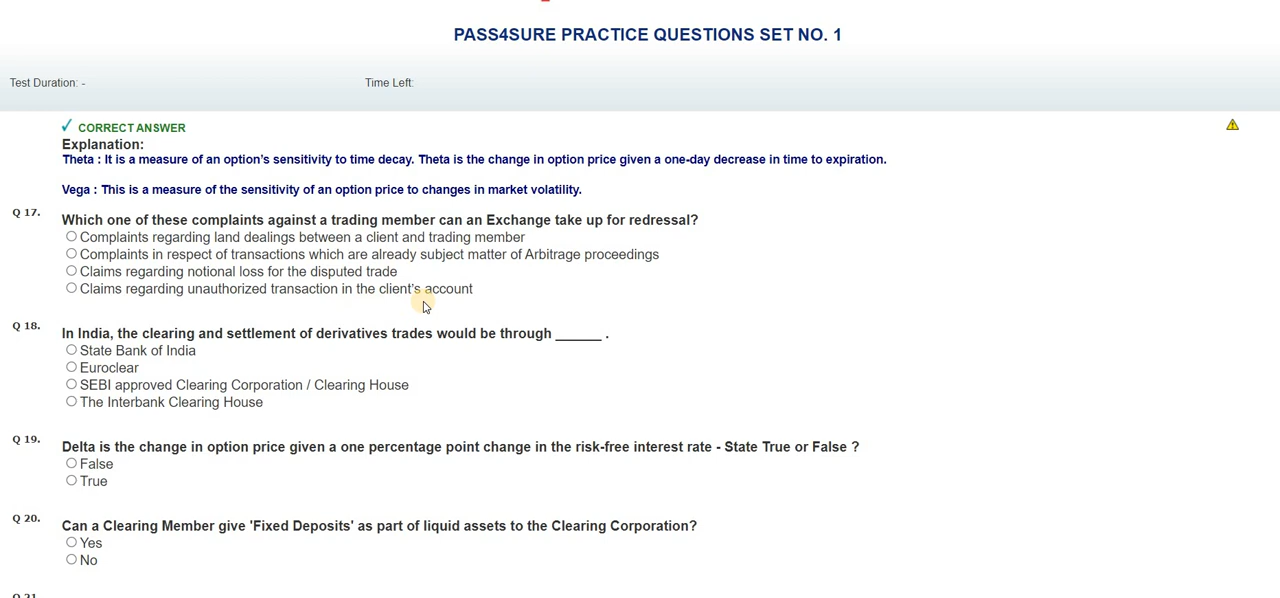 PASS4SURE PRACTICE QUESTIONS SET NO. 1
Test Duration: - Time Left:
✓ CORRECT ANSWER
Explanation:
Theta : It is a measure of an option's sensitivity to time decay. Theta is the change in option price given a one-day decrease in time to expiration.
Vega : This is a measure of the sensitivity of an option price to changes in market volatility.
Q 17. Which one of these complaints against a trading member can an Exchange take up for redressal?
Complaints regarding land dealings between a client and trading member
Complaints in respect of transactions which are already subject matter of Arbitrage proceedings
Claims regarding notional loss for the disputed trade
Claims regarding unauthorized transaction in the client's account
Q 18. In India, the clearing and settlement of derivatives trades would be through ______ .
State Bank of India
Euroclear
SEBI approved Clearing Corporation / Clearing House
The Interbank Clearing House
Q 19. Delta is the change in option price given a one percentage point change in the risk-free interest rate - State True or False ?
False
True
Q 20. Can a Clearing Member give 'Fixed Deposits' as part of liquid assets to the Clearing Corporation?
Yes
No
Q 21.